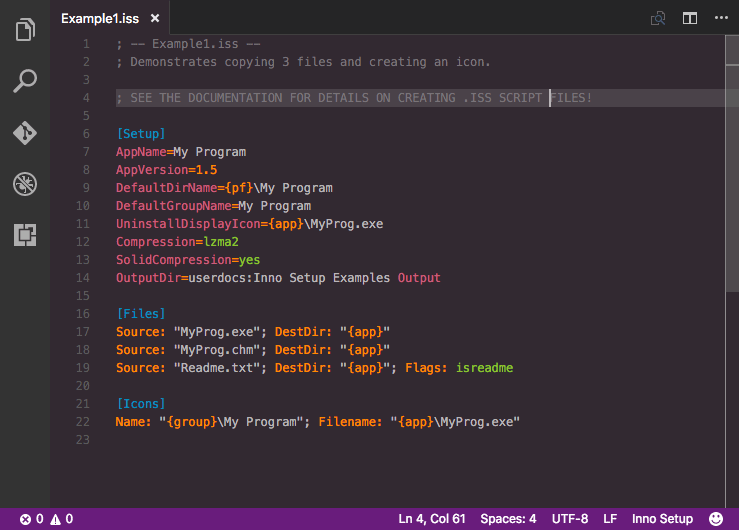 Example1.iss ×
1 ; -- Example1.iss --
2 ; Demonstrates copying 3 files and creating an icon.
3
4 ; SEE THE DOCUMENTATION FOR DETAILS ON CREATING .ISS SCRIPT FILES!
5
6 [Setup]
7 AppName=My Program
8 AppVersion=1.5
9 DefaultDirName={pf}\My Program
10 DefaultGroupName=My Program
11 UninstallDisplayIcon={app}\MyProg.exe
12 Compression=lzma2
13 SolidCompression=yes
14 OutputDir=userdocs:Inno Setup Examples Output
15
16 [Files]
17 Source: "MyProg.exe"; DestDir: "{app}"
18 Source: "MyProg.chm"; DestDir: "{app}"
19 Source: "Readme.txt"; DestDir: "{app}"; Flags: isreadme
20
21 [Icons]
22 Name: "{group}\My Program"; Filename: "{app}\MyProg.exe"
23
0 0 Ln 4, Col 61 Spaces: 4 UTF-8 LF Inno Setup